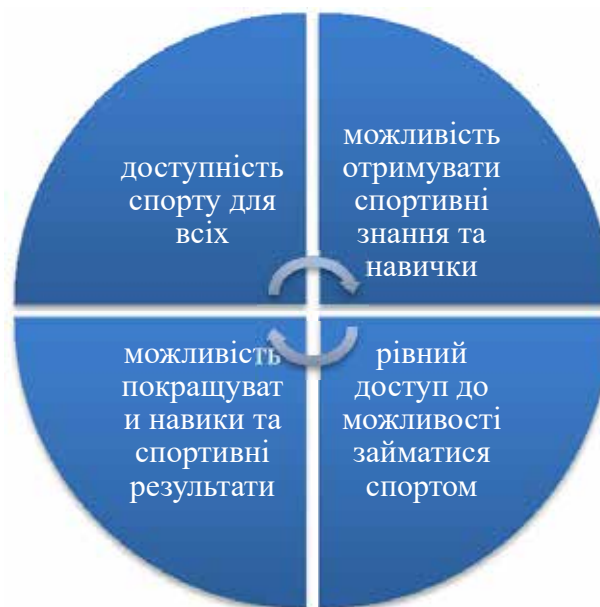 доступність
спорту для
всіх
можливість
отримувати
спортивні
знання та
навички
можливість
покращуват
и навики та
спортивні
результати
рівний
доступ до
можливості
займатися
спортом